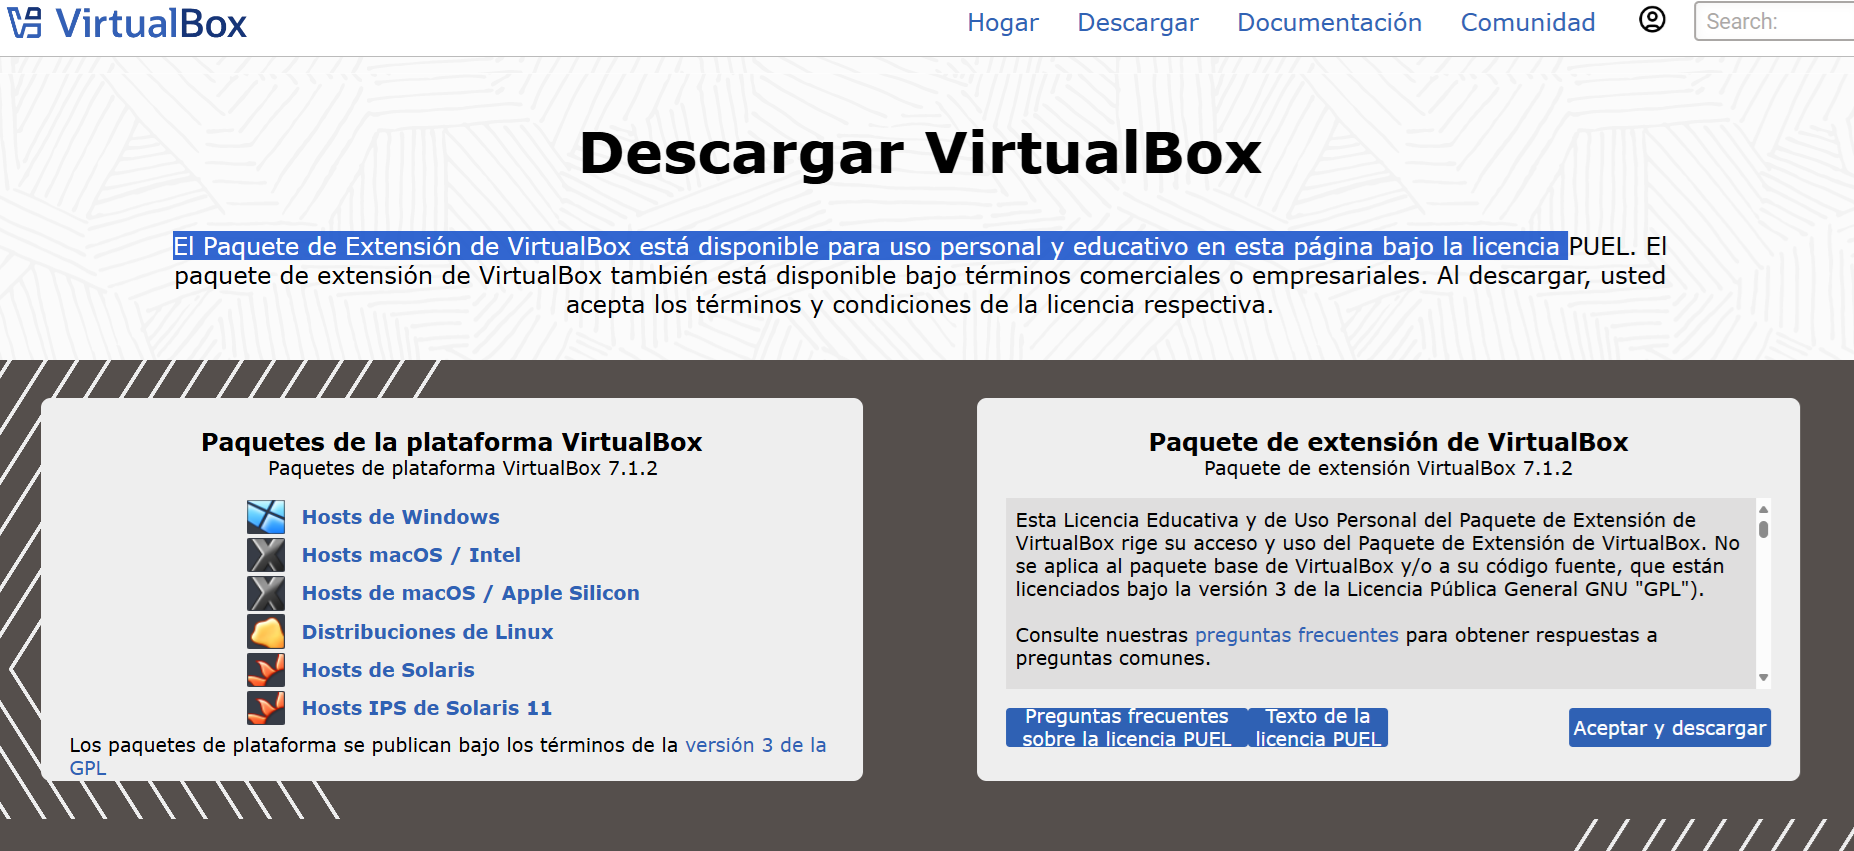 VirtualBox
Hogar
Descargar
Documentación
Comunidad
Search:
Descargar VirtualBox
El Paquete de Extensión de VirtualBox está disponible para uso personal y educativo en esta página bajo la licencia PUEL. El
paquete de extensión de VirtualBox también está disponible bajo términos comerciales o empresariales. Al descargar, usted
acepta los términos y condiciones de la licencia respectiva.
Paquetes de la plataforma VirtualBox
Paquetes de plataforma VirtualBox 7.1.2
Hosts de Windows
Hosts macOS / Intel
Hosts de macOS / Apple Silicon
Distribuciones de Linux
Hosts de Solaris
Hosts IPS de Solaris 11
Los paquetes de plataforma se publican bajo los términos de la versión 3 de la
GPL
Paquete de extensión de VirtualBox
Paquete de extensión VirtualBox 7.1.2
Esta Licencia Educativa y de Uso Personal del Paquete de Extensión de
VirtualBox rige su acceso y uso del Paquete de Extensión de VirtualBox. No
se aplica al paquete base de VirtualBox y/o a su código fuente, que están
licenciados bajo la versión 3 de la Licencia Pública General GNU "GPL").
Consulte nuestras preguntas frecuentes para obtener respuestas a
preguntas comunes.
Preguntas frecuentes
sobre la licencia PUEL
Texto de la
licencia PUEL
Aceptar y descargar